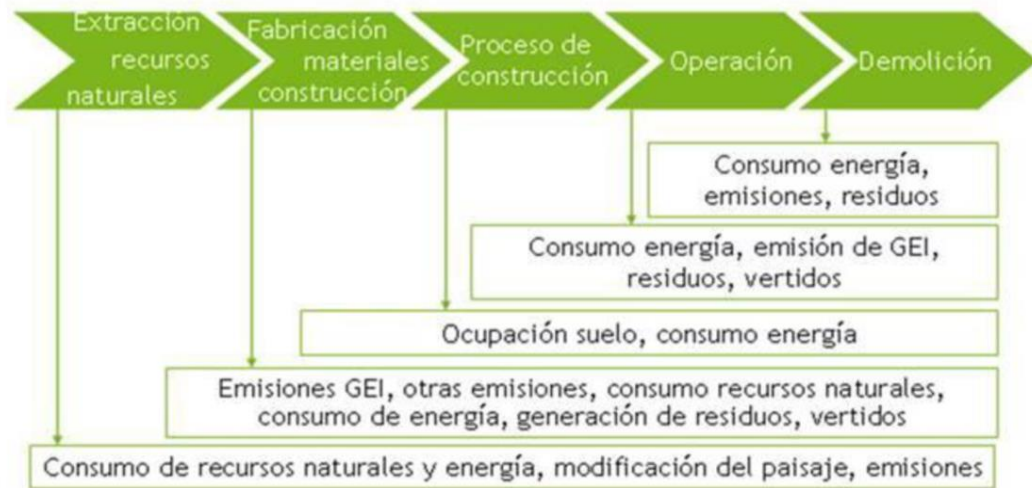 Extracción
recursos
naturales
Fabricación
materiales
construcción
Proceso de
construcción
Operación
Demolición
Consumo energía,
emisiones, residuos
Consumo energía, emisión de GEI,
residuos, vertidos
Ocupación suelo, consumo energía
Emisiones GEI, otras emisiones, consumo recursos naturales,
consumo de energía, generación de residuos, vertidos
Consumo de recursos naturales y energía, modificación del paisaje, emisiones